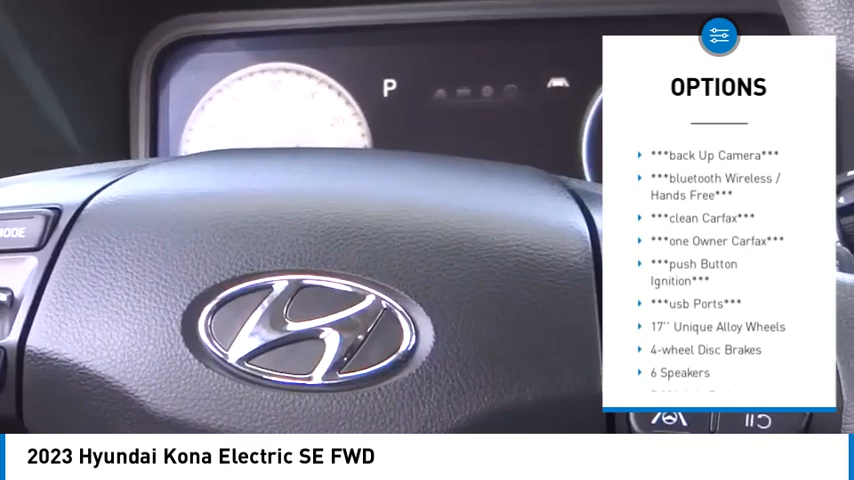 MODE
P
OPTIONS
***back Up Camera***
***bluetooth Wireless /
Hands Free***
***clean Carfax***
***one Owner Carfax***
***push Button
Ignition***
***usb Ports***
17'' Unique Alloy Wheels
4-wheel Disc Brakes
6 Speakers
2023 Hyundai Kona Electric SE FWD